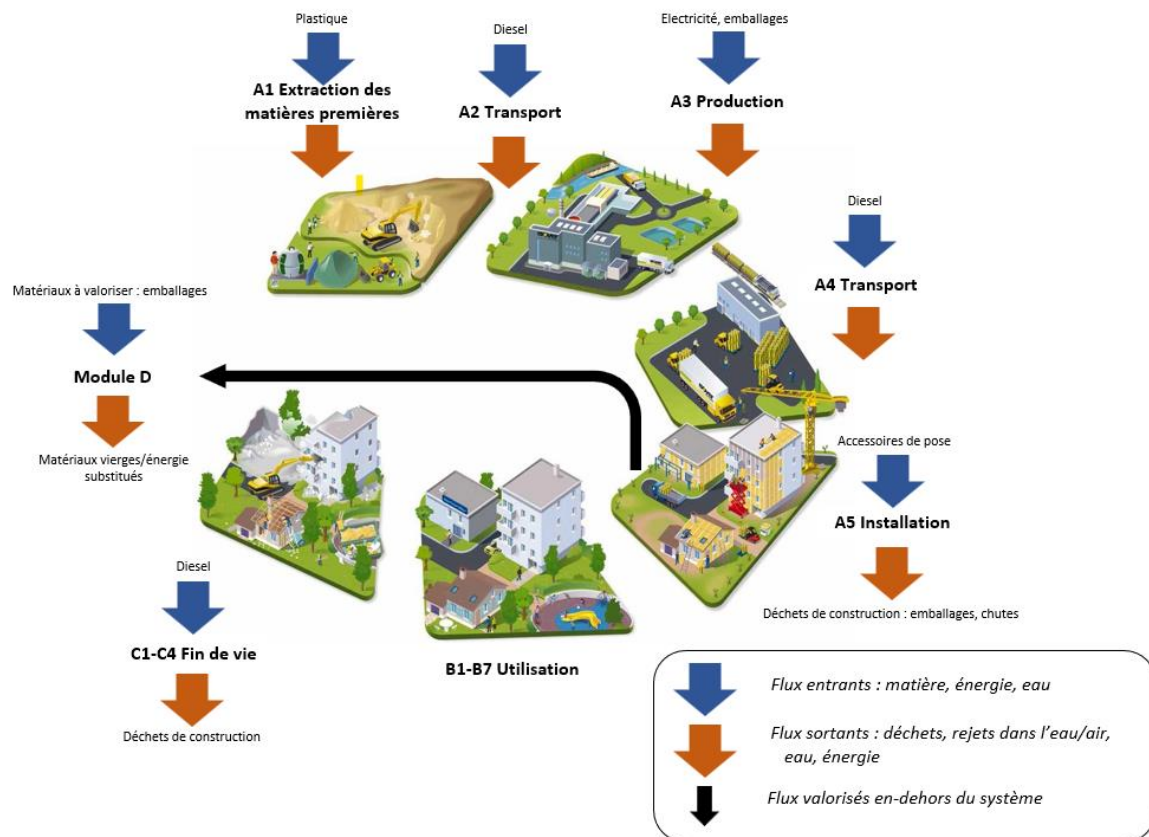 Plastique
A1 Extraction des
matières premières
Diesel
A2 Transport
Electricité, emballages
A3 Production
Diesel
A4 Transport
Matériaux à valoriser : emballages
Module D
Matériaux vierges/énergie
substitués
Accessoires de pose
A5 Installation
Déchets de construction : emballages, chutes
Diesel
C1-C4 Fin de vie
Déchets de construction
B1-B7 Utilisation
Flux entrants : matière, énergie, eau
Flux sortants : déchets, rejets dans l'eau/air,
eau, énergie
Flux valorisés en-dehors du système